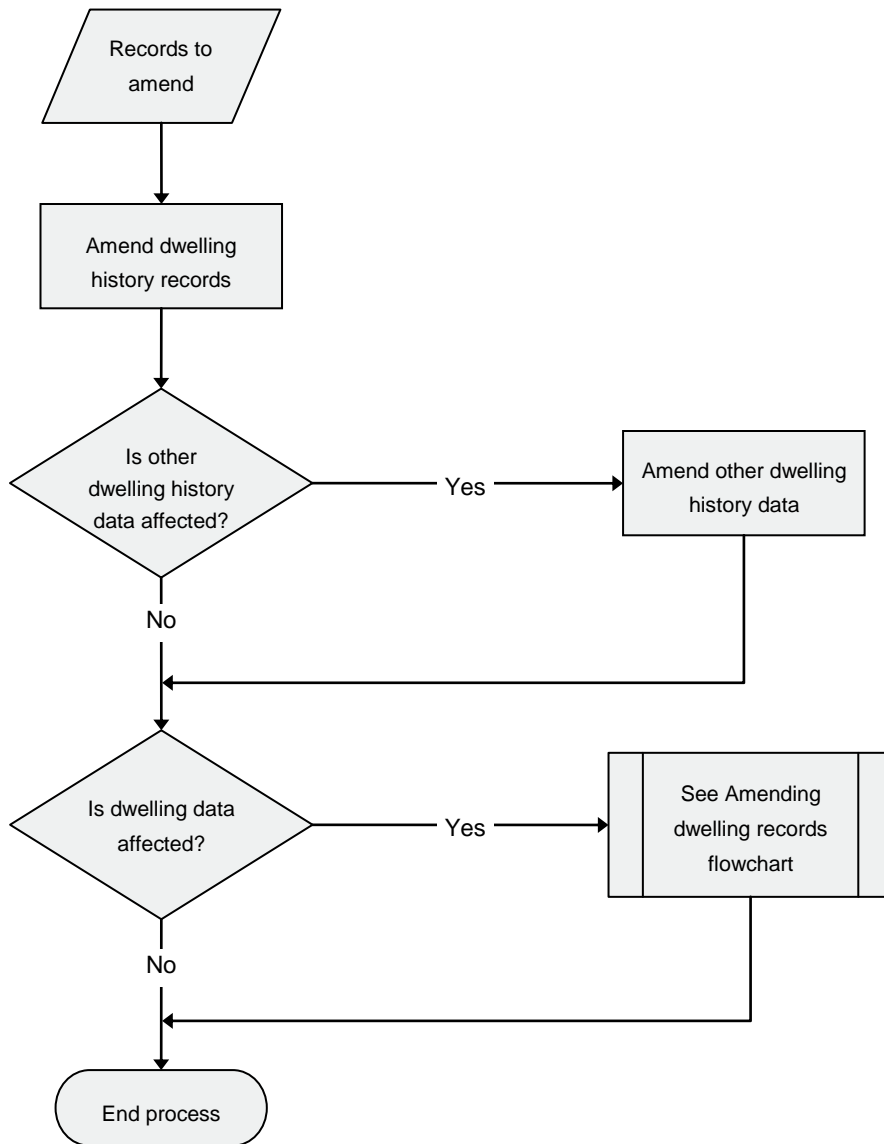 Records to
amend
Amend dwelling
history records
Is other
dwelling history
data affected?
Yes
Amend other dwelling
history data
No
Is dwelling data
affected?
Yes
See Amending
dwelling records
flowchart
No
End process